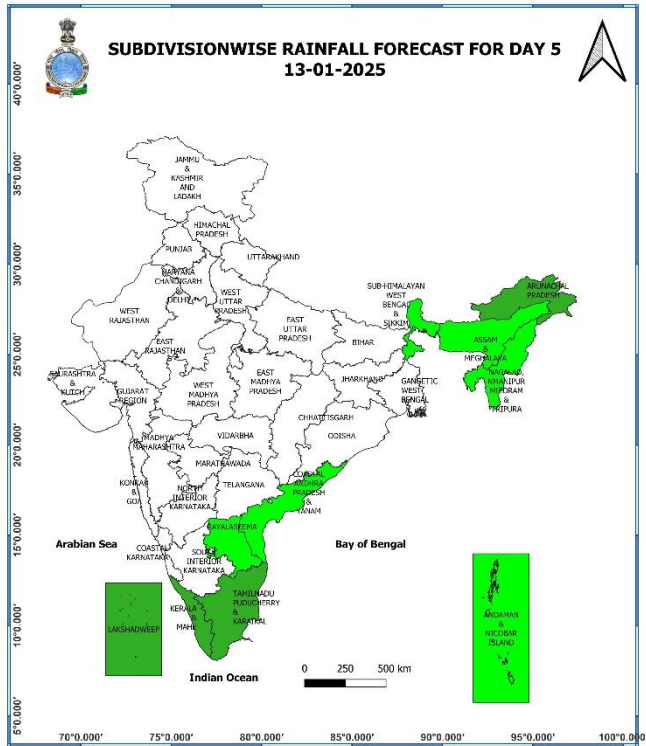 SUBDIVISIONWISE RAINFALL FORECAST FOR DAY 5
13-01-2025
40°0.000'
35°0.000'
30°0.000'
25°0.000'
20°0.000'
15°0.000'
10°0.000'
5°0.000'
JAMMU
&
KASHMIR
AND
LADAKH
HIMACHAL
PRADESH
PUNJAB
UTTARAKHAND
HARYANA
CHANDIGARH
&
DELHI
WEST
UTTAR
PRADESH
WEST
RAJASTHAN
EAST
RAJASTHAN
EAST
UTTAR
PRADESH
SUB-HIMALAYAN
WEST
BENGAL
&
SIKKIM
ARUNACHAL
PRADESH
ASSAM
&
MEGHALAYA
BIHAR
SAURASHTRA
&
KUTCH
GUJARAT
REGION
WEST
MADHYA
PRADESH
EAST
MADHYA
PRADESH
JHARKHAND
GANGETIC
WEST
BENGAL
MIZORAM
&
TRIPURA
CHHATTISGARH
ODISHA
MADHYA
MAHARASHTRA
VIDARBHA
MARATHAWADA
TELANGANA
KONKAN
&
GOA
NORTH
INTERIOR
KARNATAKA
COASTAL
ANDHRA
PRADESH
&
YANAM
RAYALASEEMA
Arabian Sea
Bay of Bengal
COASTAL
KARNATAKA
SOUTH
INTERIOR
KARNATAKA
LAKSHADWEEP
KERALA
&
MAHE
TAMILNADU
PUDUCHERRY
&
KARAIKAL
ANDAMAN
&
NICOBAR
ISLAND
Indian Ocean
0 250 500 km
70°0.000' 75°0.000' 80°0.000' 85°0.000' 90°0.000' 95°0.000' 100°0.000'